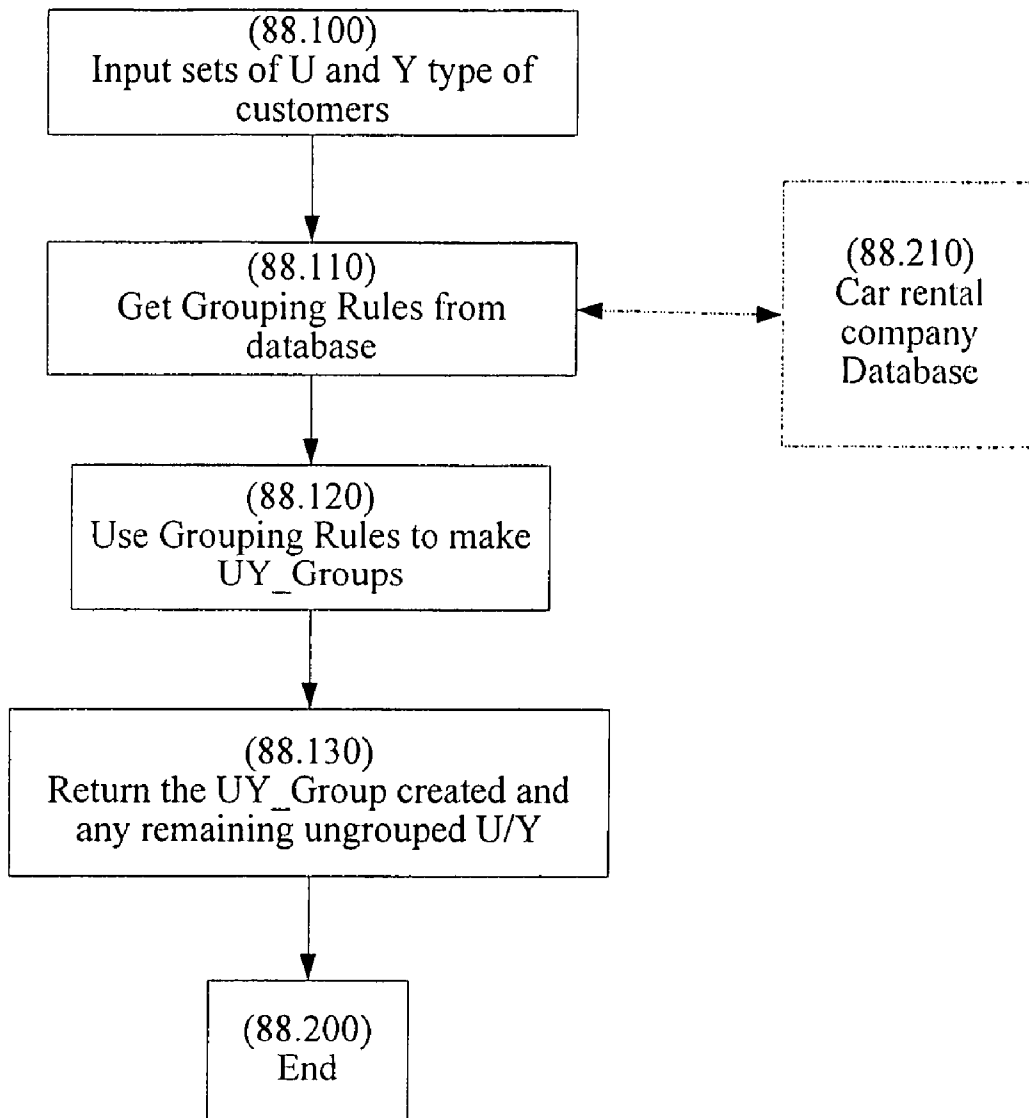 (88.100)
Input sets of U and Y type of
customers
(88.110)
Get Grouping Rules from
database
(88.210)
Car rental
company
Database
(88.120)
Use Grouping Rules to make
UY_Groups
(88.130)
Return the UY_Group created and
any remaining ungrouped U/Y
(88.200)
End